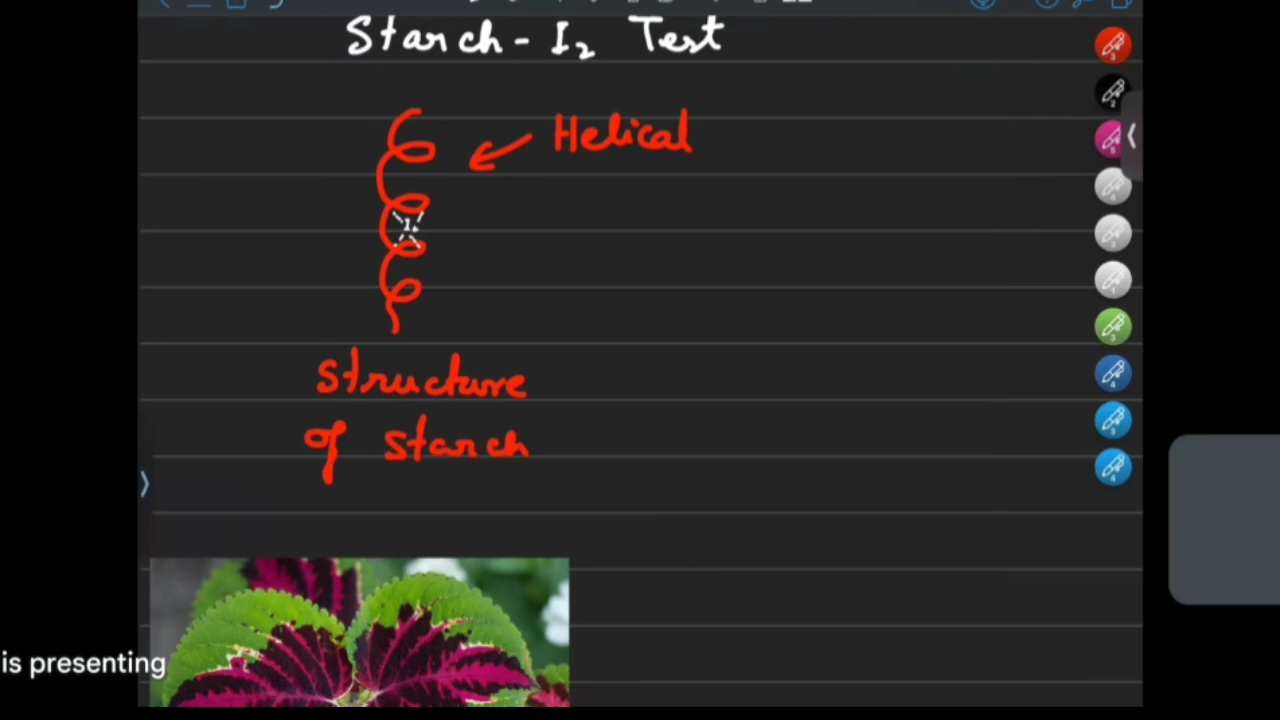 Starch - I₂ Test
Helical
I
Structure
of starch
is presenting